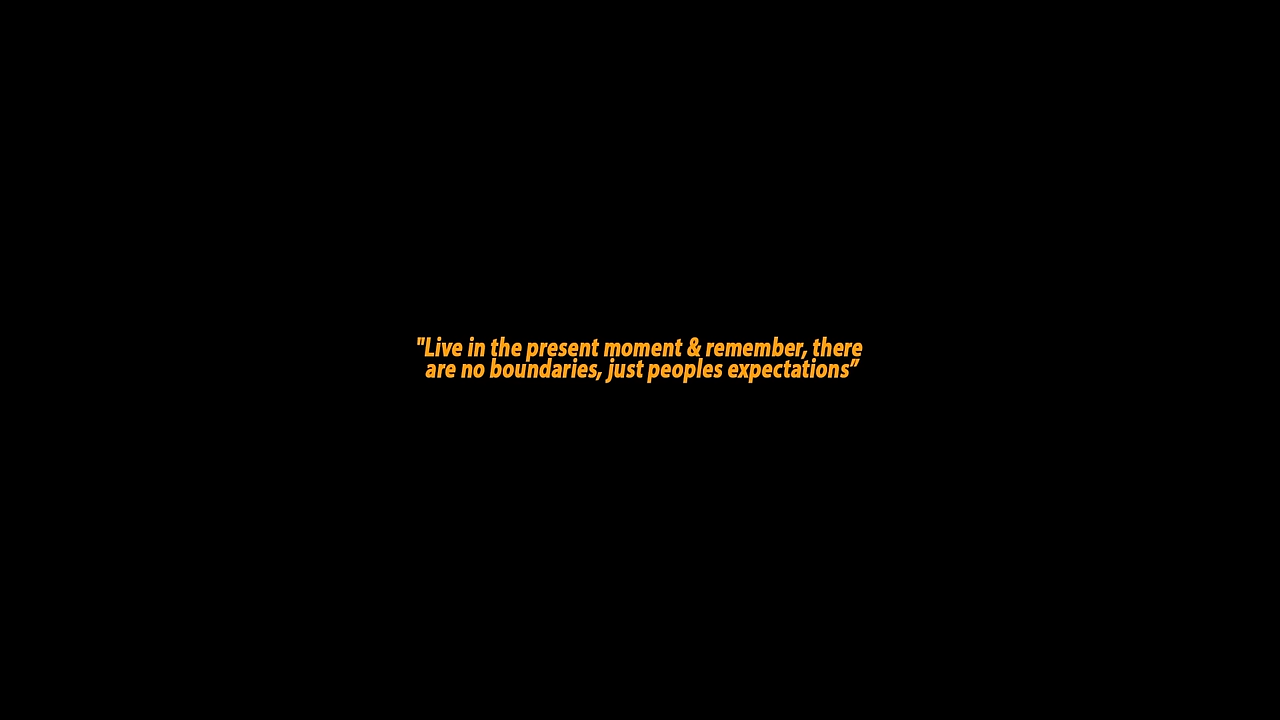 "Live in the present moment & remember, there
are no boundaries, just peoples expectations”